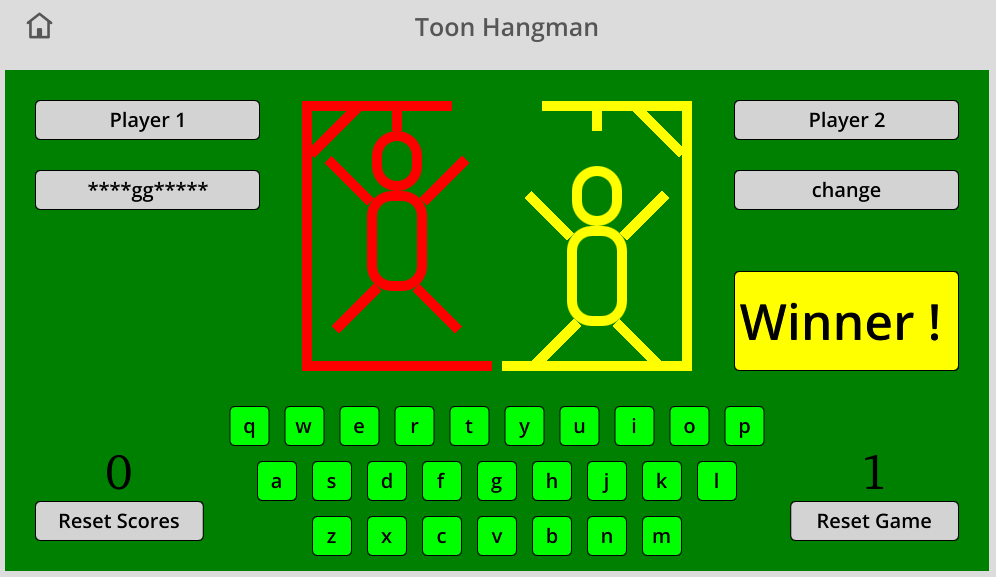 Toon Hangman
Player 1
Player 2
****gg*****
change
Winner !
q w e r t y u i o p
a s d f g h j k l
z x c v b n m
0
1
Reset Scores
Reset Game